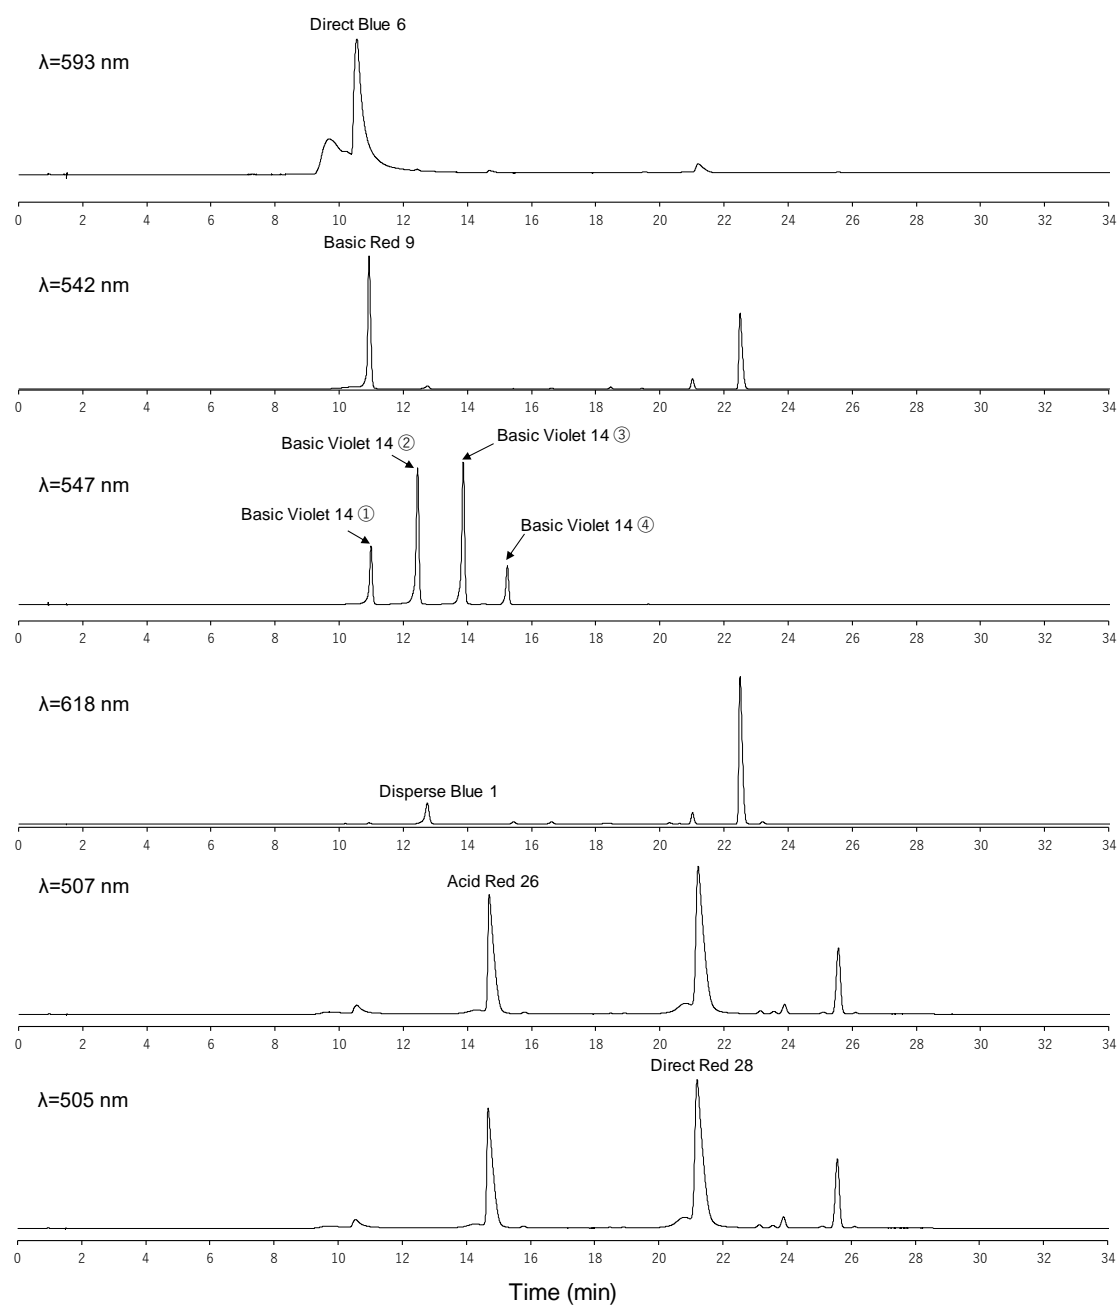 Direct Blue 6
λ=593 nm
0 2 4 6 8 10 12 14 16 18 20 22 24 26 28 30 32 34
Basic Red 9
λ=542 nm
0 2 4 6 8 10 12 14 16 18 20 22 24 26 28 30 32 34
Basic Violet 14 ③
Basic Violet 14 ②
λ=547 nm
Basic Violet 14 ①
Basic Violet 14 ④
0 2 4 6 8 10 12 14 16 18 20 22 24 26 28 30 32 34
λ=618 nm
Disperse Blue 1
0 2 4 6 8 10 12 14 16 18 20 22 24 26 28 30 32 34
Acid Red 26
λ=507 nm
0 2 4 6 8 10 12 14 16 18 20 22 24 26 28 30 32 34
Direct Red 28
λ=505 nm
0 2 4 6 8 10 12 14 16 18 20 22 24 26 28 30 32 34
Time (min)